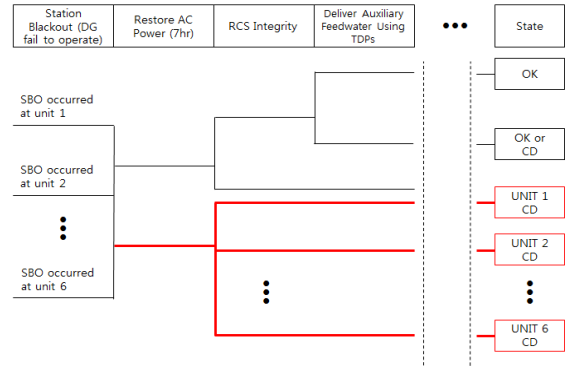 Station
Blackout (DG
fail to operate)
Restore AC
Power (7hr)
RCS Integrity
Deliver Auxiliary
Feedwater Using
TDPs
State
SBO occurred
at unit 1
SBO occurred
at unit 2
SBO occurred
at unit 6
OK
OK or
CD
UNIT 1
CD
UNIT 2
CD
UNIT 6
CD